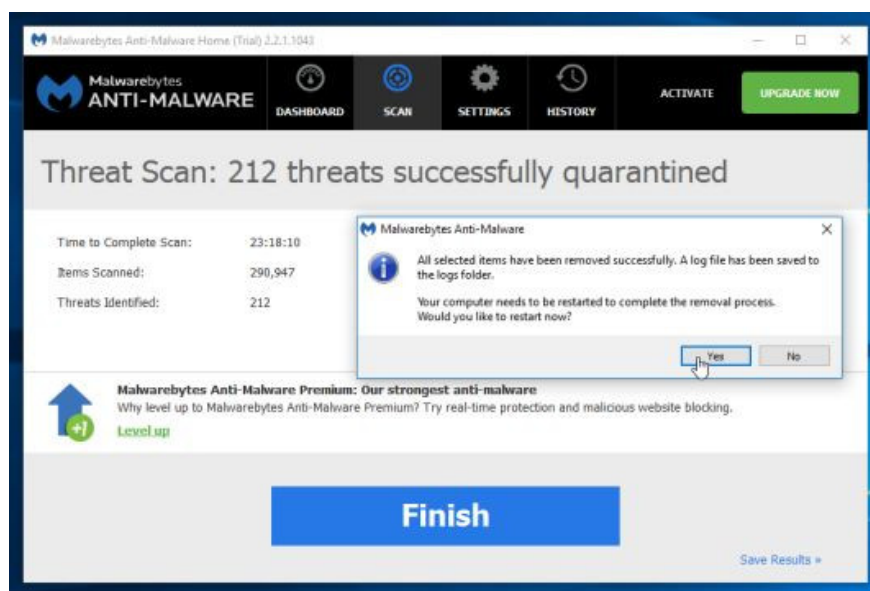 Malwarebytes Anti-Malware Home (Trial) 2.2.1.1043
Malwarebytes
ANTI-MALWARE
DASHBOARD
SCAN
SETTINGS
HISTORY
ACTIVATE
UPGRADE NOW
Threat Scan: 212 threats successfully quarantined
Time to Complete Scan: 23:18:10
Items Scanned: 290,947
Threats Identified: 212
Malwarebytes Anti-Malware
All selected items have been removed successfully. A log file has been saved to
the logs folder.
Your computer needs to be restarted to complete the removal process.
Would you like to restart now?
Yes
No
Malwarebytes Anti-Malware Premium: Our strongest anti-malware
Why level up to Malwarebytes Anti-Malware Premium? Try real-time protection and malicious website blocking.
+1
Level up
Finish
Save Results »